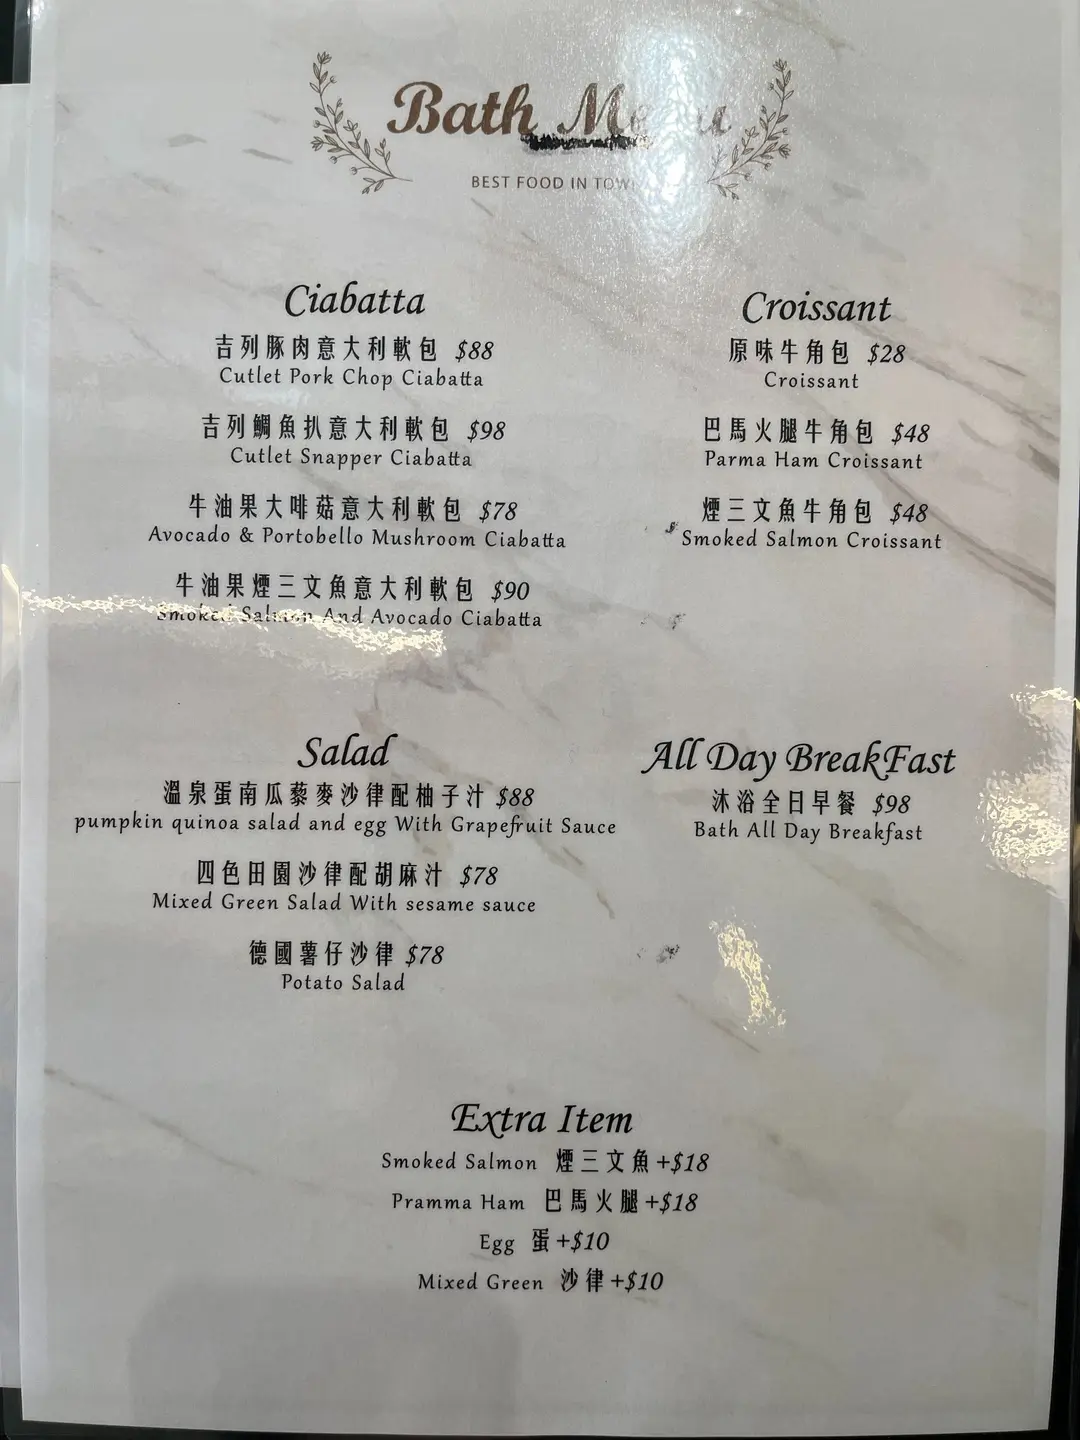 Bath Menu
BEST FOOD IN TOWN
Ciabatta
吉列豚肉意大利軟包 $88
Cutlet Pork Chop Ciabatta
吉列鯛魚扒意大利軟包 $98
Cutlet Snapper Ciabatta
牛油果大啡菇意大利軟包 $78
Avocado & Portobello Mushroom Ciabatta
牛油果煙三文魚意大利軟包 $90
Smoked Salmon And Avocado Ciabatta
Croissant
原味牛角包 $28
Croissant
巴馬火腿牛角包 $48
Parma Ham Croissant
煙三文魚牛角包 $48
Smoked Salmon Croissant
Salad
溫泉蛋南瓜藜麥沙律配柚子汁 $88
pumpkin quinoa salad and egg With Grapefruit Sauce
四色田園沙律配胡麻汁 $78
Mixed Green Salad With sesame sauce
德國薯仔沙律 $78
Potato Salad
All Day BreakFast
沐浴全日早餐 $98
Bath All Day Breakfast
Extra Item
Smoked Salmon 煙三文魚+$18
Pramma Ham 巴馬火腿+$18
Egg 蛋+$10
Mixed Green 沙律+$10